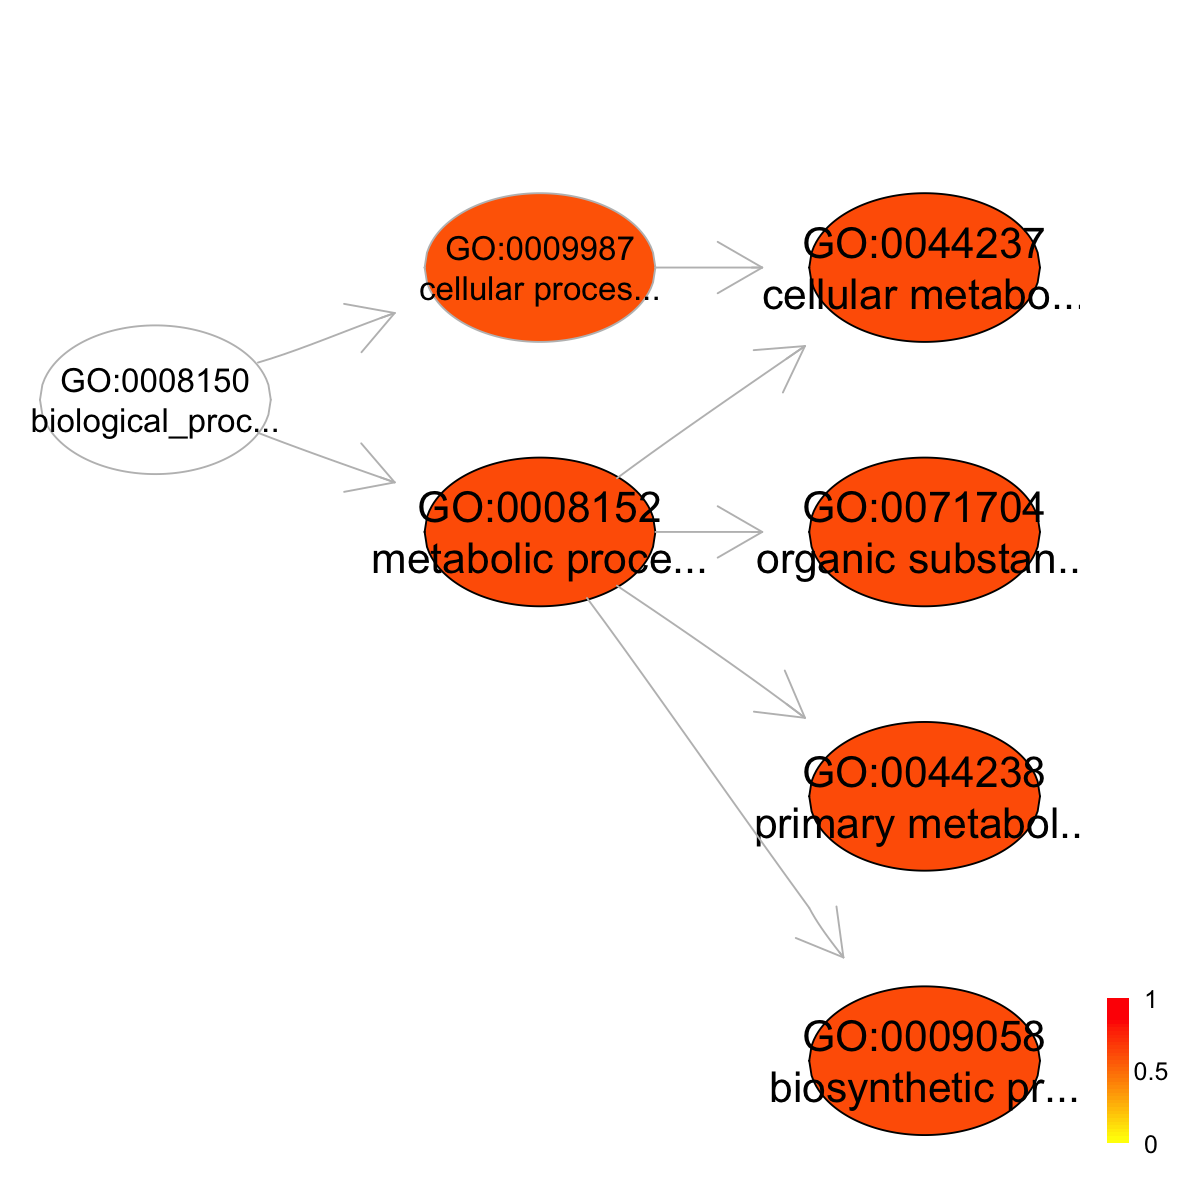 GO:0008150
biological_proc...
GO:0009987
cellular proces...
GO:0008152
metabolic proce...
GO:0044237
cellular metabo...
GO:0071704
organic substan..
GO:0044238
primary metabol..
GO:0009058
biosynthetic pr...
1
0.5
0